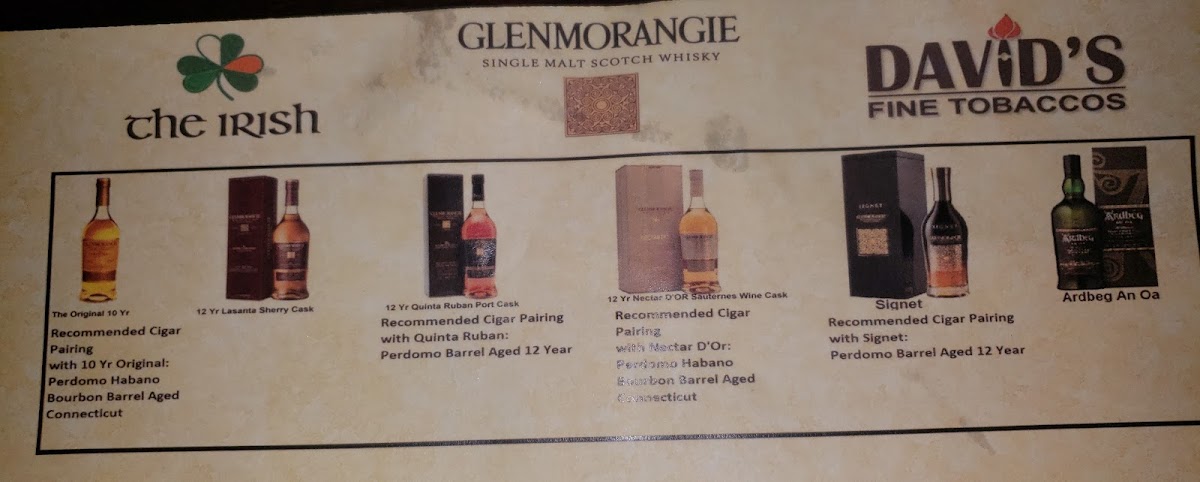 The Irish
GLENMORANGIE
SINGLE MALT SCOTCH WHISKY
DAVID'S
FINE TOBACCOS
The Original 10 Yr
Recommended Cigar
Pairing
with 10 Yr Original:
Perdomo Habano
Bourbon Barrel Aged
Connecticut
12 Yr Lasanta Sherry Cask
12 Yr Quinta Ruban Port Cask
Recommended Cigar Pairing
with Quinta Ruban:
Perdomo Barrel Aged 12 Year
12 Yr Nectar D'OR Sauternes Wine Cask
Recommended Cigar
Pairing
with Nectar D'Or:
Perdomo Habano
Bourbon Barrel Aged
Connecticut
SIGNET
GLENMORANGIE
Signet
Recommended Cigar Pairing
with Signet:
Perdomo Barrel Aged 12 Year
Ardbeg
Ardbeg
Ardbeg An Oa